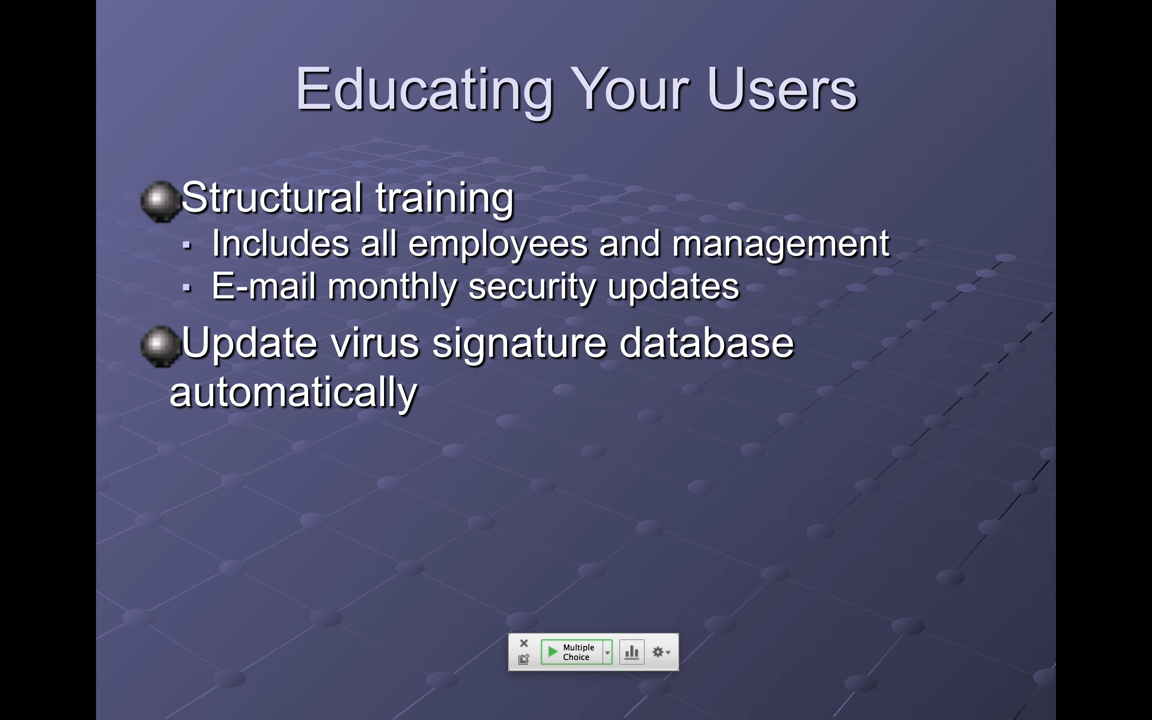 Educating Your Users
Structural training
▪ Includes all employees and management
▪ E-mail monthly security updates
Update virus signature database
automatically
Multiple
Choice